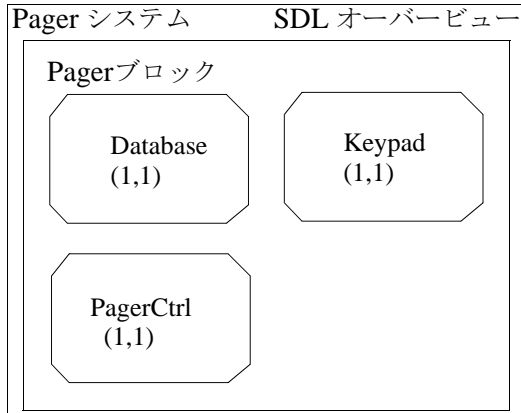 Pager システム SDL オーバービュー
Pagerブロック
Database
(1,1)
Keypad
(1,1)
PagerCtrl
(1,1)